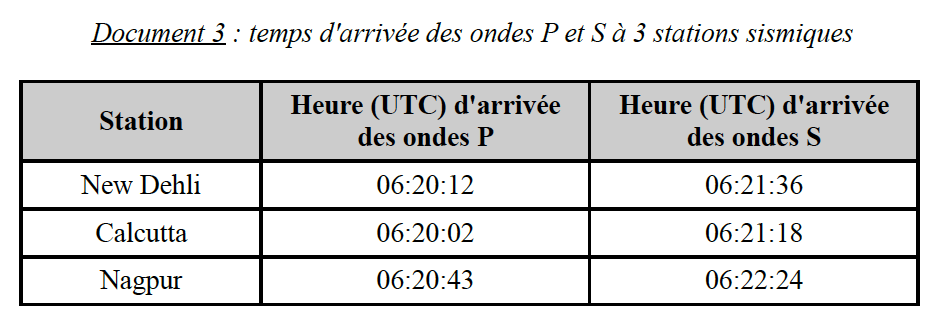 Document 3 : temps d'arrivée des ondes P et S à 3 stations sismiques
Station
Heure (UTC) d'arrivée
des ondes P
Heure (UTC) d'arrivée
des ondes S
New Dehli 06:20:12 06:21:36
Calcutta 06:20:02 06:21:18
Nagpur 06:20:43 06:22:24